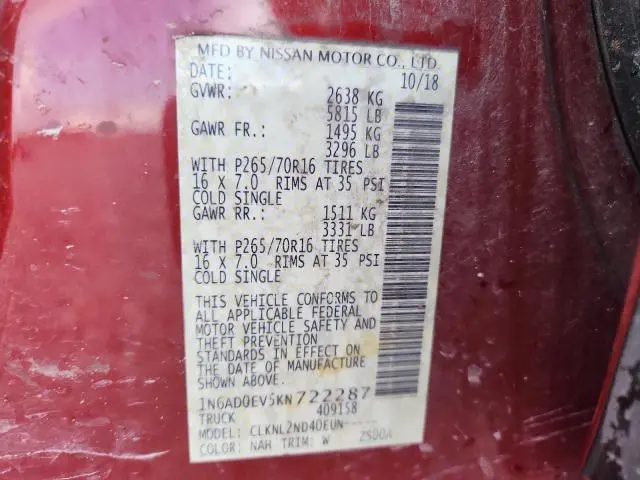 MFD BY NISSAN MOTOR CO., LTD.
DATE: 10/18
GVWR: 2638 KG
5815 LB
GAWR FR.: 1495 KG
3296 LB
WITH P265/70R16 TIRES
16 X 7.0 RIMS AT 35 PSI
COLD SINGLE
GAWR RR.: 1511 KG
3331 LB
WITH P265/70R16 TIRES
16 X 7.0 RIMS AT 35 PSI
COLD SINGLE
THIS VEHICLE CONFORMS TO
ALL APPLICABLE FEDERAL
MOTOR VEHICLE SAFETY AND
THEFT PREVENTION
STANDARDS IN EFFECT ON
THE DATE OF MANUFACTURE
SHOWN ABOVE.
1N6AD0EV5KN722287
TRUCK 409158
MODEL: CLKNL2ND40EUN-----
COLOR: NAH TRIM: W 2S00A